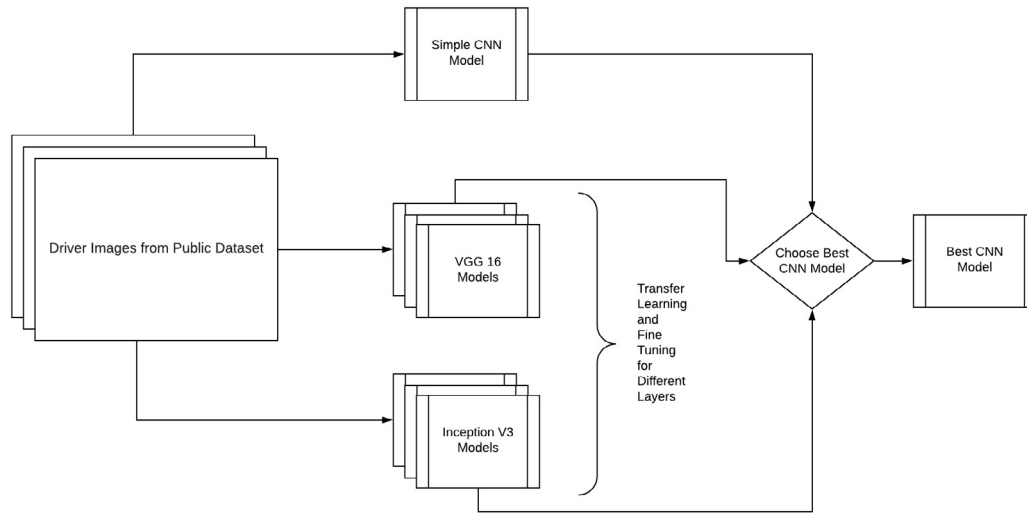 Simple CNN
Model
Driver Images from Public Dataset
VGG 16
Models
Choose Best
CNN Model
Best CNN
Model
Transfer
Learning
and
Fine
Tuning
for
Different
Layers
Inception V3
Models